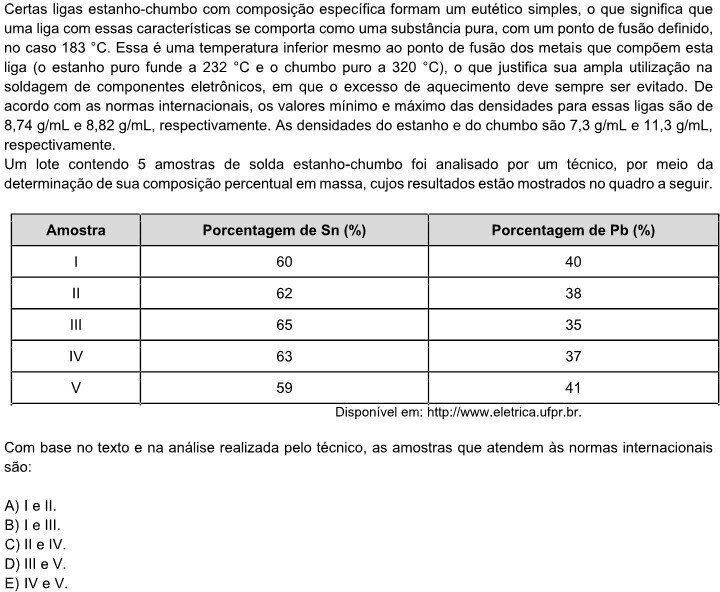 Certas ligas estanho-chumbo com composição específica formam um eutético simples, o que significa que
uma liga com essas características se comporta como uma substância pura, com um ponto de fusão definido,
no caso 183 °C. Essa é uma temperatura inferior mesmo ao ponto de fusão dos metais que compõem esta
liga (o estanho puro funde a 232 °C e o chumbo puro a 320 °C), o que justifica sua ampla utilização na
soldagem de componentes eletrônicos, em que o excesso de aquecimento deve sempre ser evitado. De
acordo com as normas internacionais, os valores mínimo e máximo das densidades para essas ligas são de
8,74 g/mL e 8,82 g/mL, respectivamente. As densidades do estanho e do chumbo são 7,3 g/mL e 11,3 g/mL,
respectivamente.
Um lote contendo 5 amostras de solda estanho-chumbo foi analisado por um técnico, por meio da
determinação de sua composição percentual em massa, cujos resultados estão mostrados no quadro a seguir.
Amostra Porcentagem de Sn (%) Porcentagem de Pb (%)
I 60 40
II 62 38
III 65 35
IV 63 37
V 59 41
Disponível em: http://www.eletrica.ufpr.br.
Com base no texto e na análise realizada pelo técnico, as amostras que atendem às normas internacionais
são:
A) I e II.
B) I e III.
C) II e IV.
D) III e V.
E) IV e V.